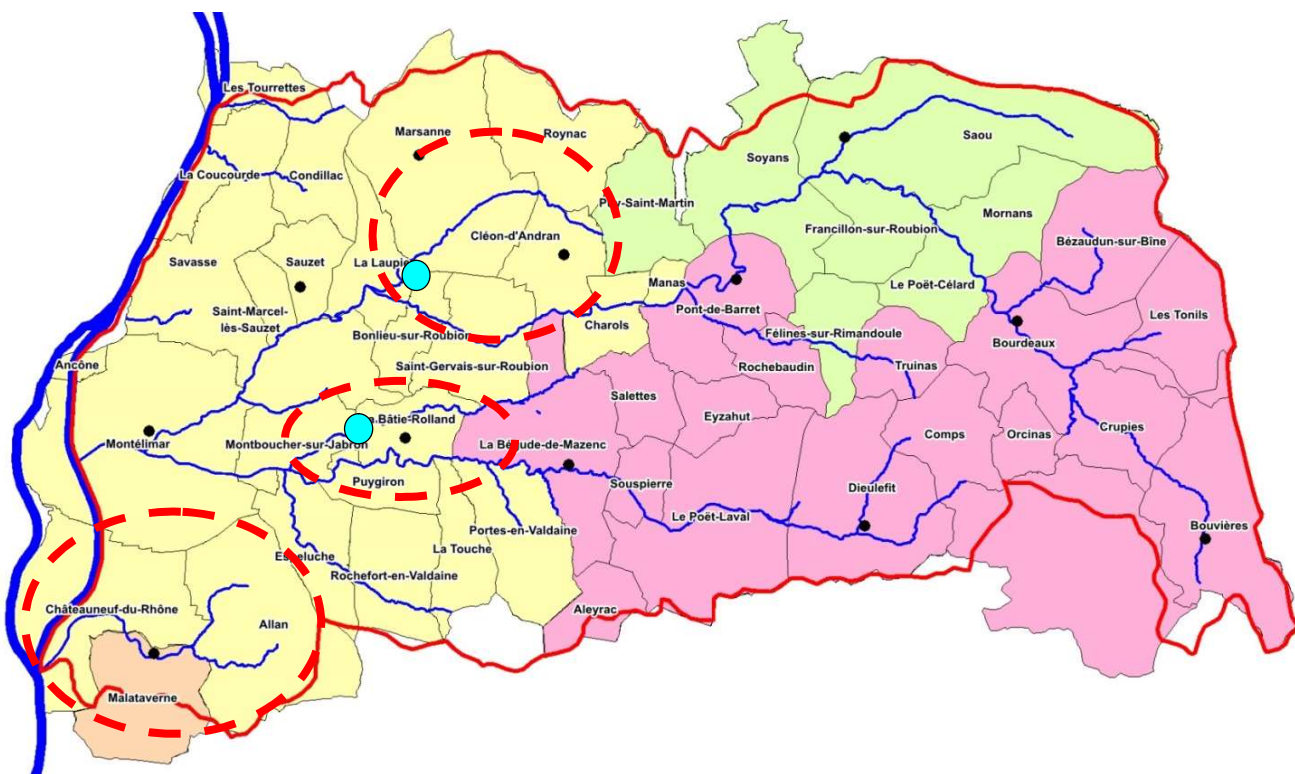 Les Tourrettes
Marsanne
Roynac
Saou
Soyans
La Coucourde
Condillac
Puy-Saint-Martin
Mornans
Francillon-sur-Roubion
Cléon-d'Andran
Bézaudun-sur-Bîne
Savasse
Sauzet
La Laupie
Manas
Le Poët-Célard
Saint-Marcel-
lès-Sauzet
Pont-de-Barret
Les Tonils
Charols
Félines-sur-Rimandoule
Bonlieu-sur-Roubion
Bourdeaux
Ancône
Saint-Gervais-sur-Roubion
Rochebaudin
Truinas
Salettes
Eyzahut
La Bâtie-Rolland
Crupies
Montélimar
Montboucher-sur-Jabron
La Bégude-de-Mazenc
Comps
Orcinas
Puygiron
Souspierre
Dieulefit
Le Poët-Laval
Bouvières
Portes-en-Valdaine
La Touche
Espeluche
Rochefort-en-Valdaine
Châteauneuf-du-Rhône
Aleyrac
Allan
Malataverne